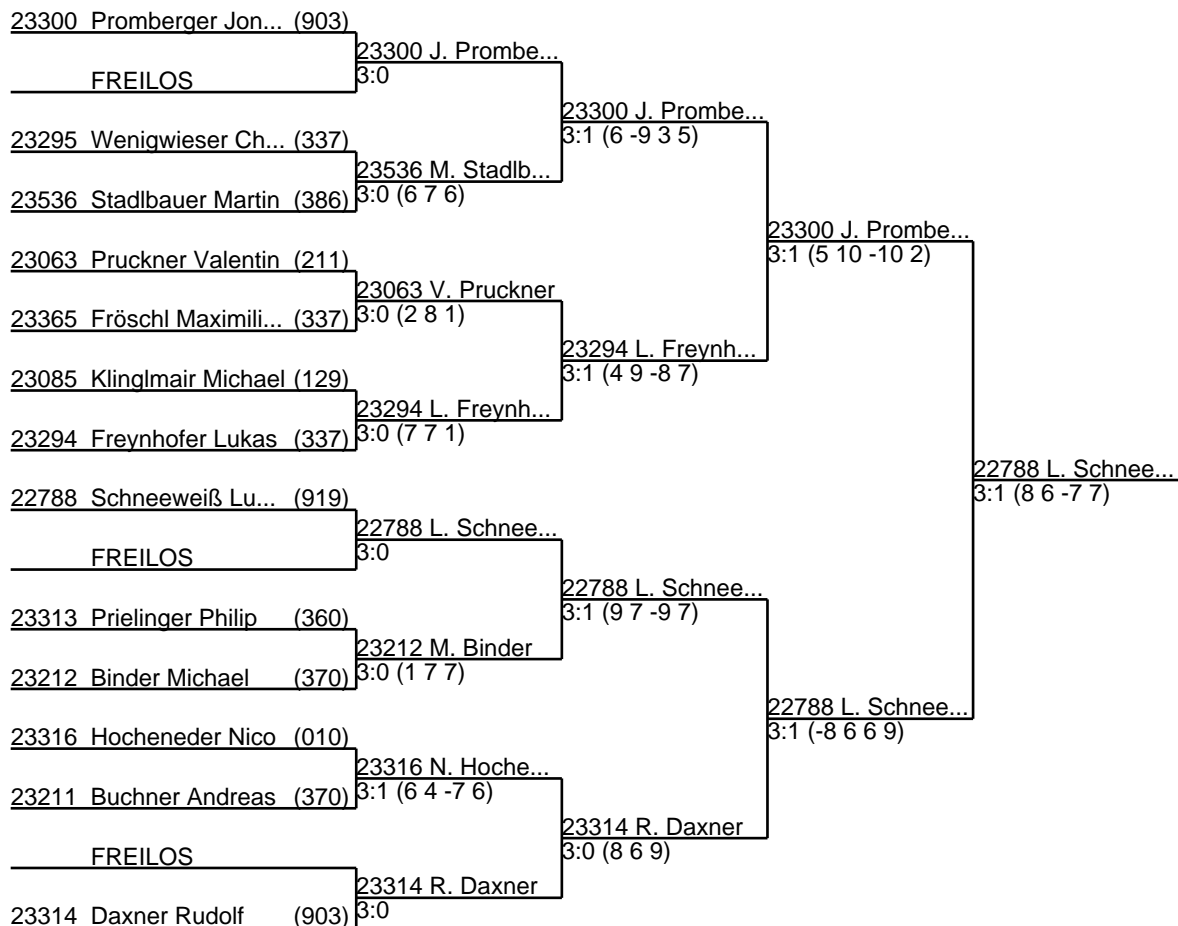 23300 Promberger Jon... (903)
FREILOS
23295 Wenigwieser Ch... (337)
23536 Stadlbauer Martin (386)
23063 Pruckner Valentin (211)
23365 Fröschl Maximili... (337)
23085 Klinglmair Michael (129)
23294 Freynhofer Lukas (337)
22788 Schneeweiß Lu... (919)
FREILOS
23313 Prielinger Philip (360)
23212 Binder Michael (370)
23316 Hocheneder Nico (010)
23211 Buchner Andreas (370)
FREILOS
23314 Daxner Rudolf (903)
23300 J. Prombe...
3:0
23536 M. Stadlb...
3:0 (6 7 6)
23063 V. Pruckner
3:0 (2 8 1)
23294 L. Freynh...
3:0 (7 7 1)
22788 L. Schnee...
3:0
23212 M. Binder
3:0 (1 7 7)
23316 N. Hoche...
3:1 (6 4 -7 6)
23314 R. Daxner
3:0
23300 J. Prombe...
3:1 (6 -9 3 5)
23294 L. Freynh...
3:1 (4 9 -8 7)
22788 L. Schnee...
3:1 (9 7 -9 7)
23314 R. Daxner
3:0 (8 6 9)
23300 J. Prombe...
3:1 (5 10 -10 2)
22788 L. Schnee...
3:1 (-8 6 6 9)
22788 L. Schnee...
3:1 (8 6 -7 7)